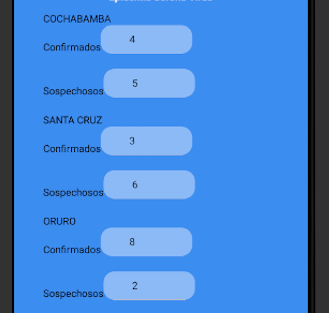 COCHABAMBA
Confirmados 4
Sospechosos 5
SANTA CRUZ
Confirmados 3
Sospechosos 6
ORURO
Confirmados 8
Sospechosos 2